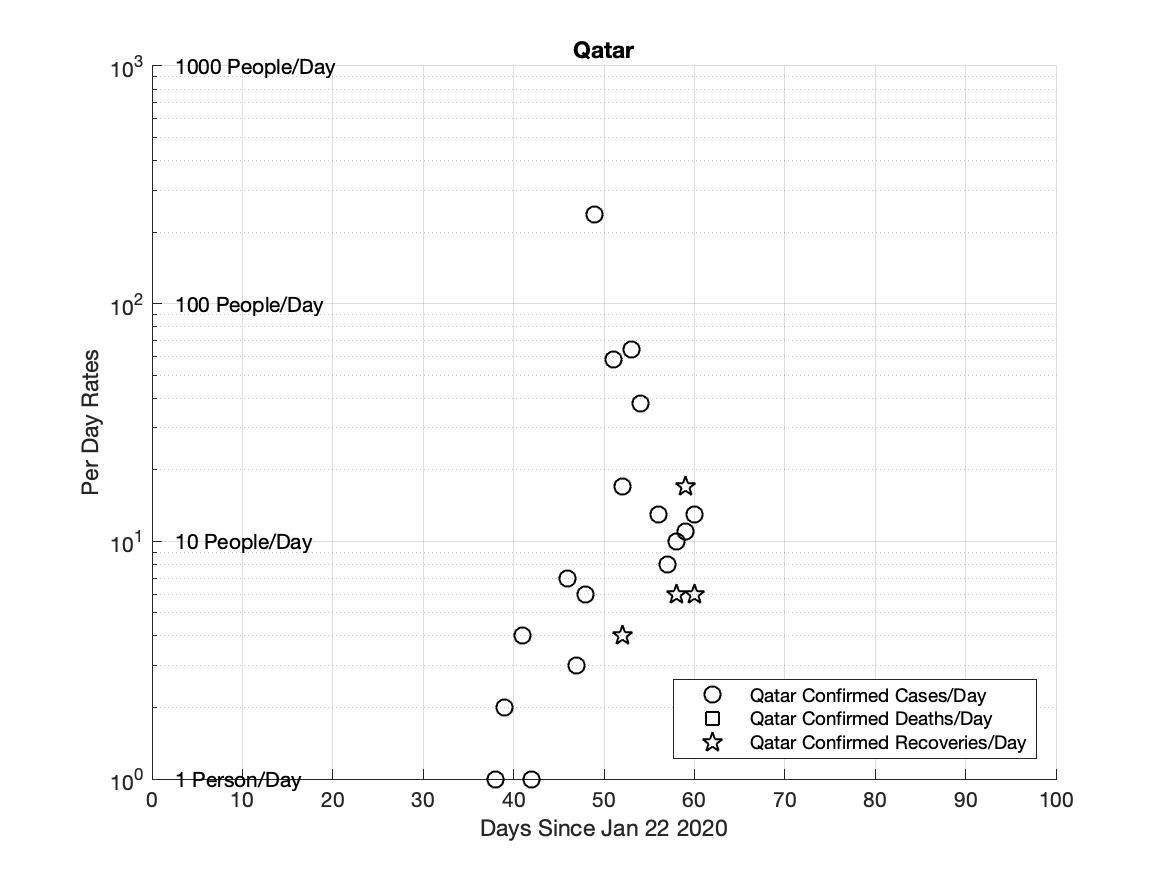 Qatar
10^3
1000 People/Day
10^2
100 People/Day
Per Day Rates
10^1
10 People/Day
Qatar Confirmed Cases/Day
Qatar Confirmed Deaths/Day
Qatar Confirmed Recoveries/Day
10^0
1 Person/Day
0 10 20 30 40 50 60 70 80 90 100
Days Since Jan 22 2020